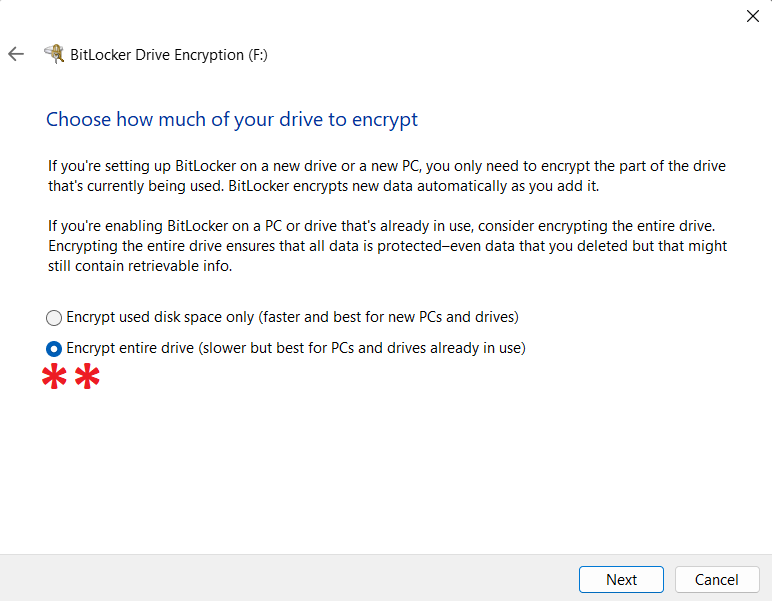 BitLocker Drive Encryption (F:)
Choose how much of your drive to encrypt
If you're setting up BitLocker on a new drive or a new PC, you only need to encrypt the part of the drive
that's currently being used. BitLocker encrypts new data automatically as you add it.
If you're enabling BitLocker on a PC or drive that's already in use, consider encrypting the entire drive.
Encrypting the entire drive ensures that all data is protected–even data that you deleted but that might
still contain retrievable info.
Encrypt used disk space only (faster and best for new PCs and drives)
Encrypt entire drive (slower but best for PCs and drives already in use)
**
Next Cancel